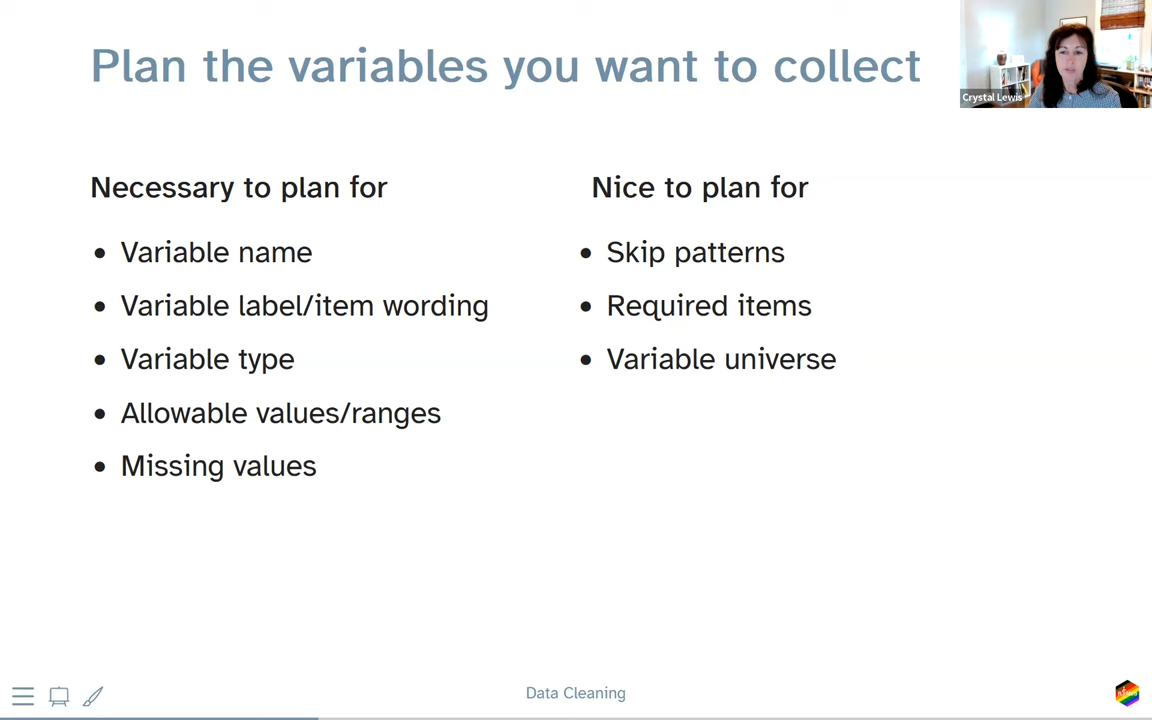 Plan the variables you want to collect
Crystal Lewis
Necessary to plan for
Variable name
Variable label/item wording
Variable type
Allowable values/ranges
Missing values
Nice to plan for
Skip patterns
Required items
Variable universe
Data Cleaning